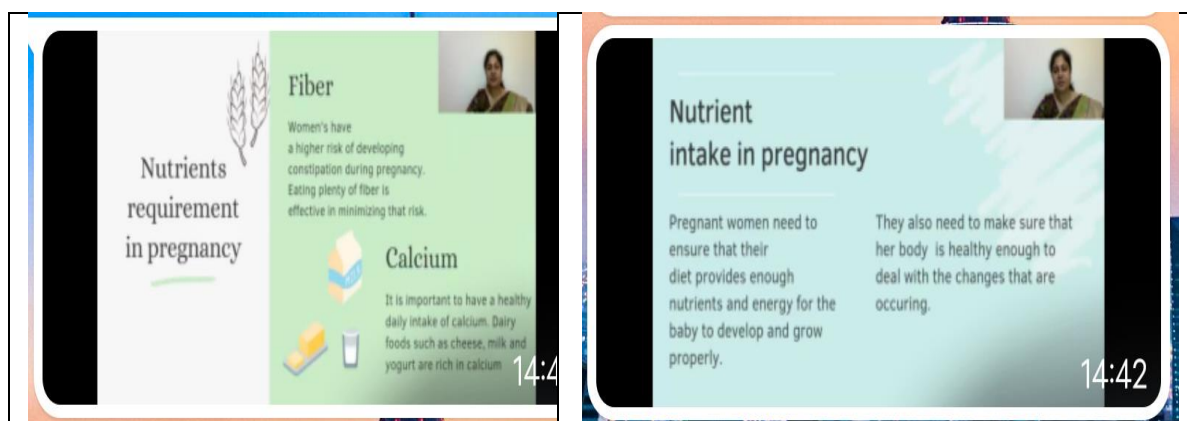 Nutrients
requirement
in pregnancy
Fiber
Women's have
a higher risk of developing
constipation during pregnancy.
Eating plenty of fiber is
effective in minimizing that risk.
MILK
Calcium
It is important to have a healthy
daily intake of calcium. Dairy
foods such as cheese, milk and
yogurt are rich in calcium
14:4
Nutrient
intake in pregnancy
Pregnant women need to
ensure that their
diet provides enough
nutrients and energy for the
baby to develop and grow
properly.
They also need to make sure that
her body is healthy enough to
deal with the changes that are
occuring.
14:42